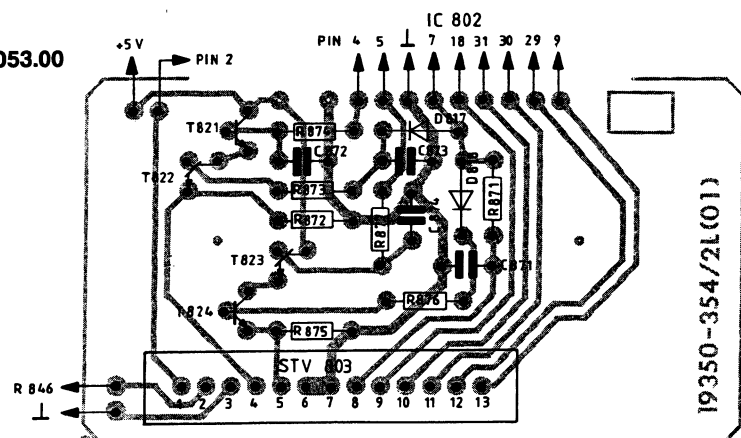 053.00
IC 802
+5 V
PIN 2
PIN 4 5 ⊥ 7 18 31 30 29 9
T821
R874
D817
C872
C873
T822
R873
R871
R872
T823
C871
R876
T824
R875
STV 803
R 846
1 2 3 4 5 6 7 8 9 10 11 12 13
⊥
19350-354/2L(01)